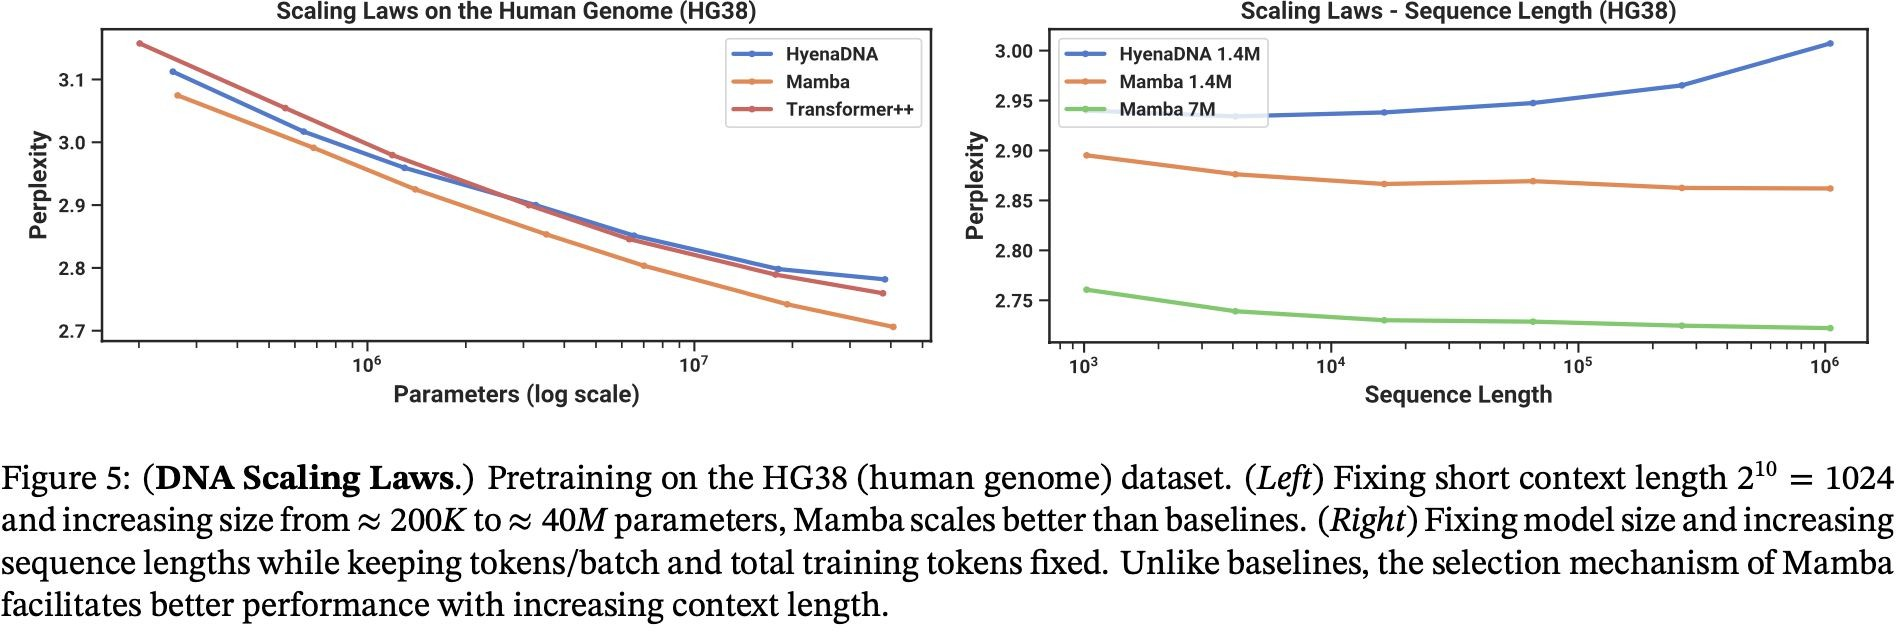 Scaling Laws on the Human Genome (HG38)
3.1
3.0
2.9
2.8
2.7
Perplexity
HyenaDNA
Mamba
Transformer++
10⁶
10⁷
Parameters (log scale)
Scaling Laws - Sequence Length (HG38)
3.00
2.95
2.90
2.85
2.80
2.75
Perplexity
HyenaDNA 1.4M
Mamba 1.4M
Mamba 7M
10³
10⁴
10⁵
10⁶
Sequence Length
Figure 5: (DNA Scaling Laws.) Pretraining on the HG38 (human genome) dataset. (Left) Fixing short context length 2¹⁰ = 1024
and increasing size from ≈ 200K to ≈ 40M parameters, Mamba scales better than baselines. (Right) Fixing model size and increasing
sequence lengths while keeping tokens/batch and total training tokens fixed. Unlike baselines, the selection mechanism of Mamba
facilitates better performance with increasing context length.